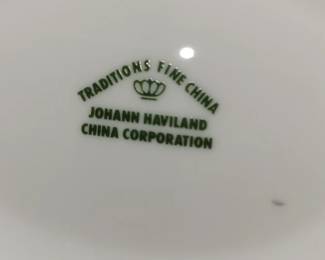 TRADITIONS FINE CHINA
JOHANN HAVILAND
CHINA CORPORATION